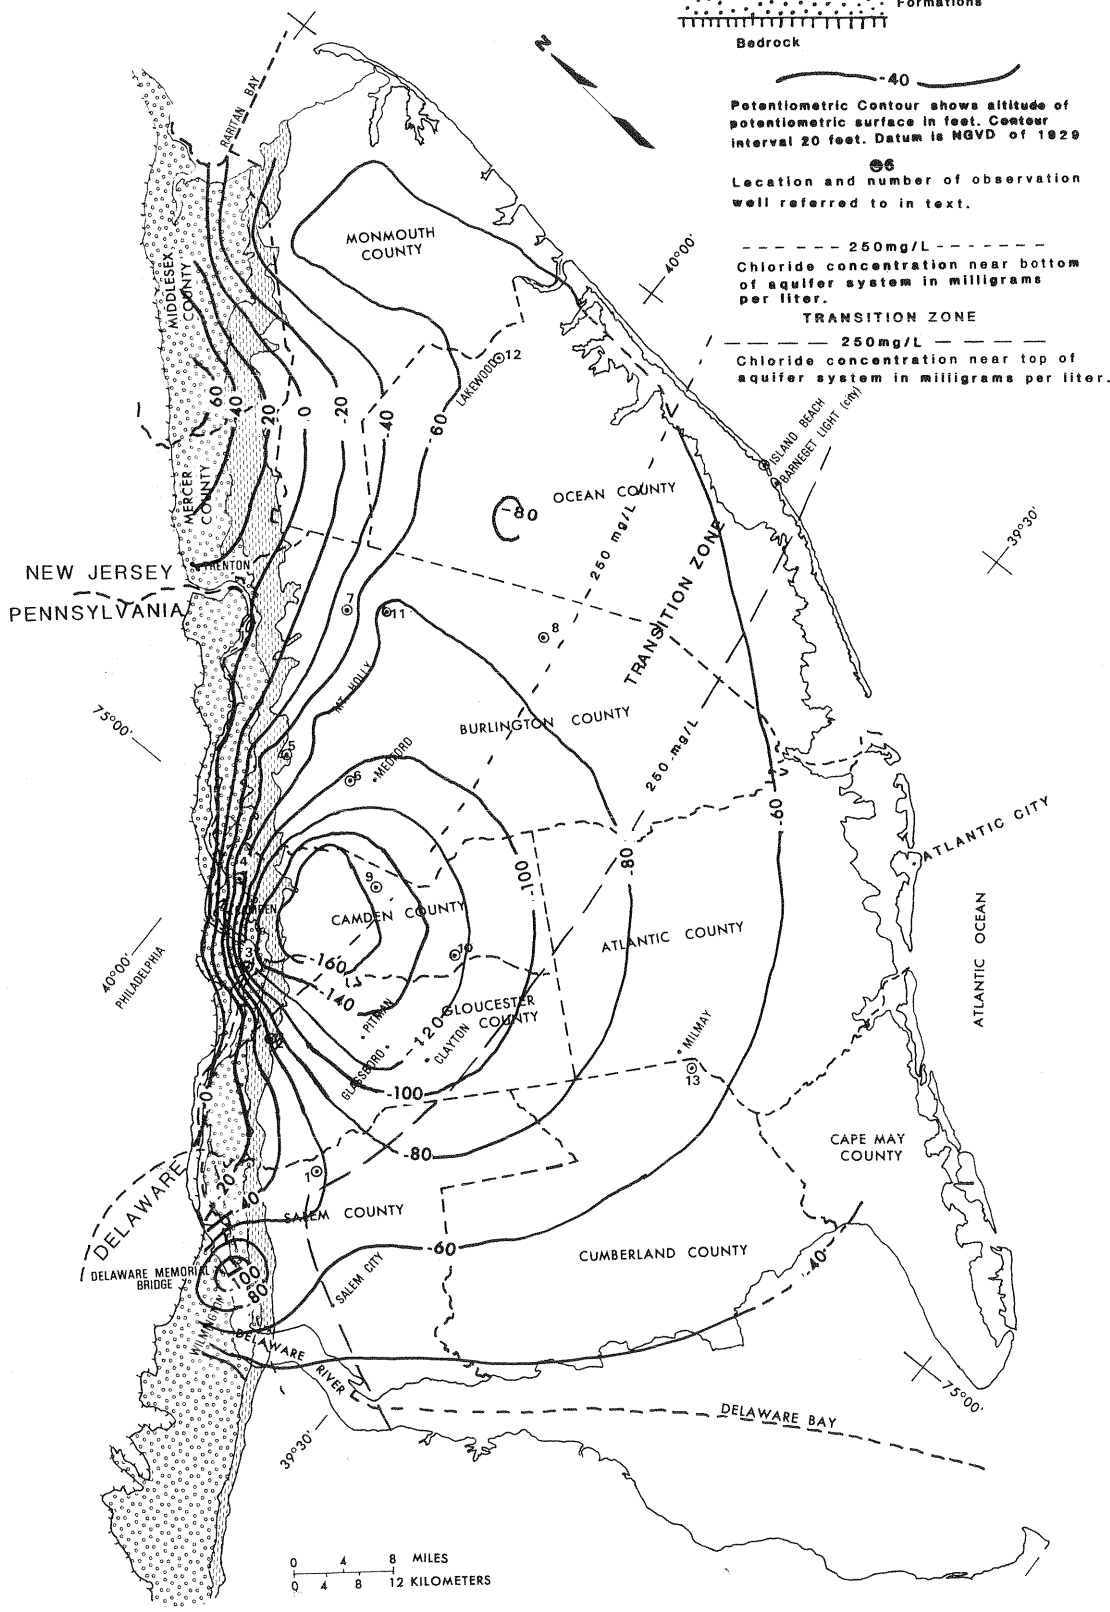 Formations
Bedrock
-40
Potentiometric Contour shows altitude of
potentiometric surface in feet. Contour
interval 20 feet. Datum is NGVD of 1929
6
Location and number of observation
well referred to in text.
250mg/L
Chloride concentration near bottom
of aquifer system in milligrams
per liter.
TRANSITION ZONE
250mg/L
Chloride concentration near top of
aquifer system in milligrams per liter.
N
RARITAN BAY
MONMOUTH
COUNTY
40°00'
MIDDLESEX
COUNTY
LAKEWOOD
12
60
40
20
0
-20
-40
-60
ISLAND BEACH
BARNEGET LIGHT (city)
MERCER
COUNTY
-80
OCEAN COUNTY
39°30'
250 mg/L
TRANSITION ZONE
TRENTON
NEW JERSEY
PENNSYLVANIA
7
11
8
MT. HOLLY
75°00'
BURLINGTON COUNTY
250 mg/L
5
6
MEDFORD
-60
ATLANTIC CITY
4
-100
-80
9
CAMDEN COUNTY
3
10
ATLANTIC COUNTY
ATLANTIC OCEAN
40°00'
PHILADELPHIA
-160
-140
PITMAN
-120
GLOUCESTER
COUNTY
CLAYTON
GLASSBORO
MILMAY
13
2
0
-100
-80
CAPE MAY
COUNTY
DELAWARE
-20
-40
SALEM COUNTY
-60
CUMBERLAND COUNTY
-40
SALEM CITY
DELAWARE MEMORIAL
BRIDGE
-100
80
WILMINGTON
DELAWARE
RIVER
DELAWARE BAY
75°00'
39°30'
0 4 8 MILES
0 4 8 12 KILOMETERS